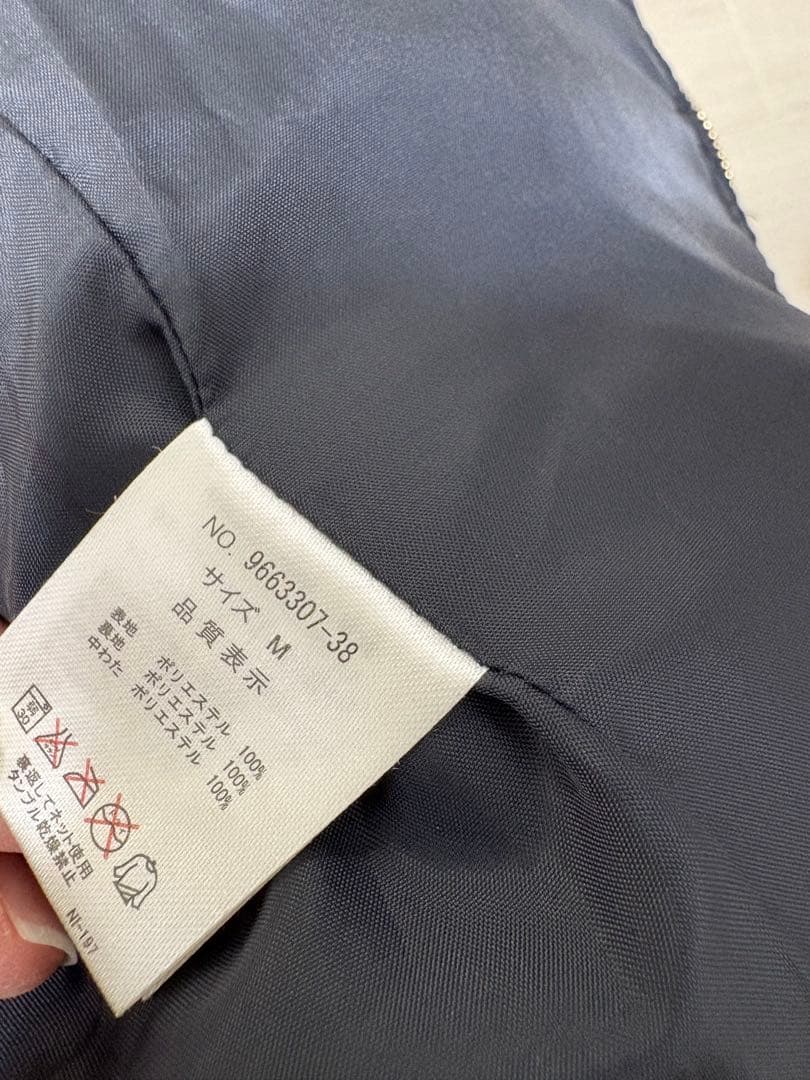 NO. 9663307-38
サイズ M
品質表示
表地 ポリエステル 100%
裏地 ポリエステル 100%
中わた ポリエステル 100%
弱
30
裏返してネット使用
タンブル乾燥禁止
NI-197